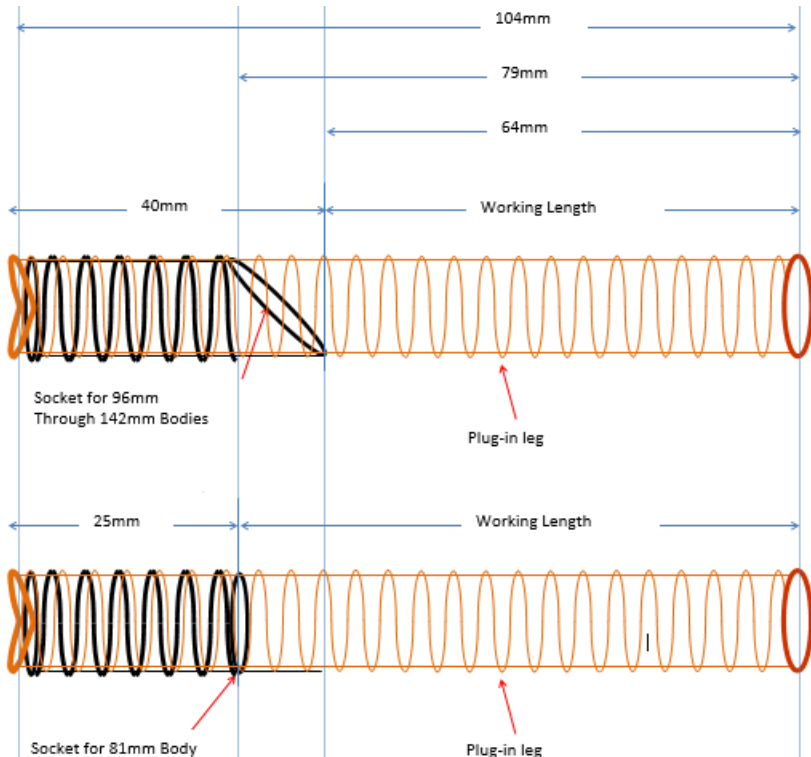 104mm
79mm
64mm
40mm
Working Length
Socket for 96mm
Through 142mm Bodies
Plug-in leg
25mm
Working Length
Socket for 81mm Body
Plug-in leg